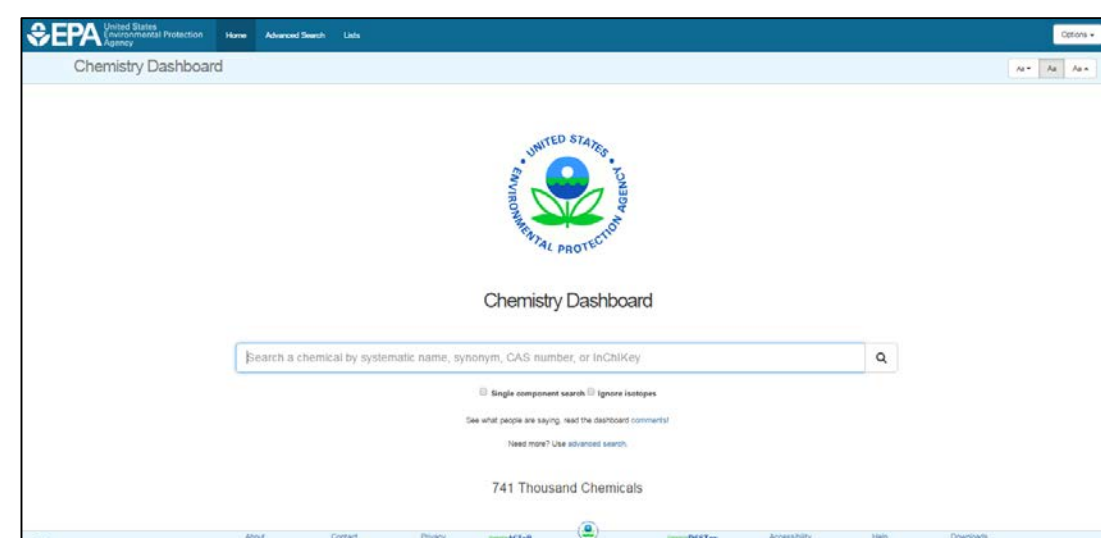 EPA United States Environmental Protection Agency
Home Advanced Search Lists Options
Chemistry Dashboard
Aa Aa Aa
UNITED STATES
ENVIRONMENTAL PROTECTION AGENCY
Chemistry Dashboard
Search a chemical by systematic name, synonym, CAS number, or InChIKey
Single component search Ignore isotopes
See what people are saying, read the dashboard comments!
Need more? Use advanced search.
741 Thousand Chemicals
About Contact Privacy Accessibility Help Downloads